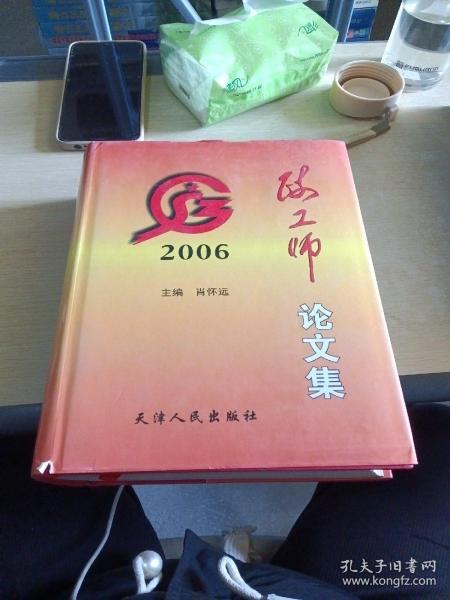 政工师
论文集
2006
主编 肖怀远
天津人民出版社
孔夫子旧书网
www.kongfz.com